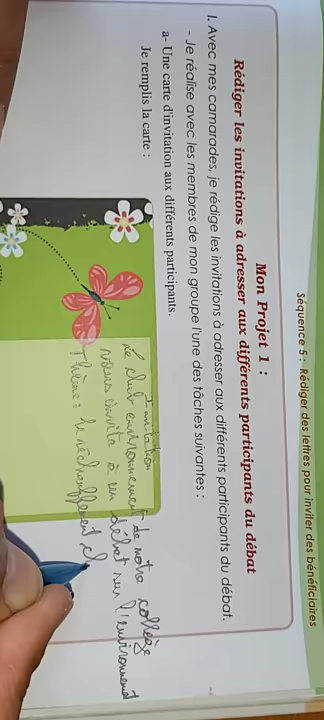 Séquence 5 : Rédiger des lettres pour inviter des bénéficiaires
Mon Projet 1 :
Rédiger les invitations à adresser aux différents participants du débat
I. Avec mes camarades, je rédige les invitations à adresser aux différents participants du débat.
- Je réalise avec les membres de mon groupe l'une des tâches suivantes :
a- Une carte d'invitation aux différents participants.
Je remplis la carte :
Invitation
Le club environnement de notre collège
vous invite à un débat sur l'environnement
Thème : le réchauffement cl